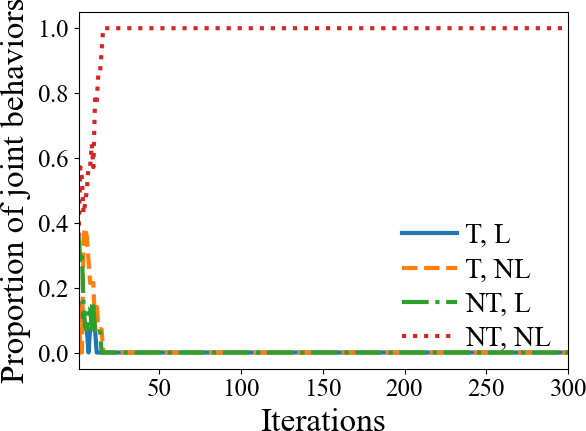 Proportion of joint behaviors
1.0
0.8
0.6
0.4
0.2
0.0
T, L
T, NL
NT, L
NT, NL
50
100
150
200
250
300
Iterations